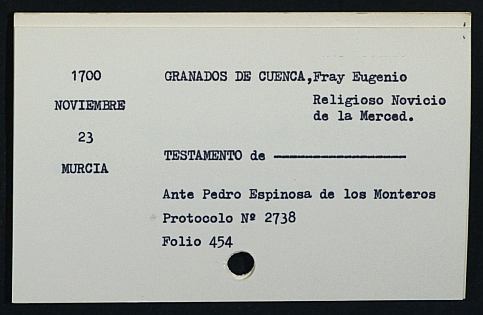 1700 GRANADOS DE CUENCA,Fray Eugenio
NOVIEMBRE Religioso Novicio
de la Merced.
23
TESTAMENTO de -------------------
MURCIA
Ante Pedro Espinosa de los Monteros
Protocolo Nº 2738
Folio 454